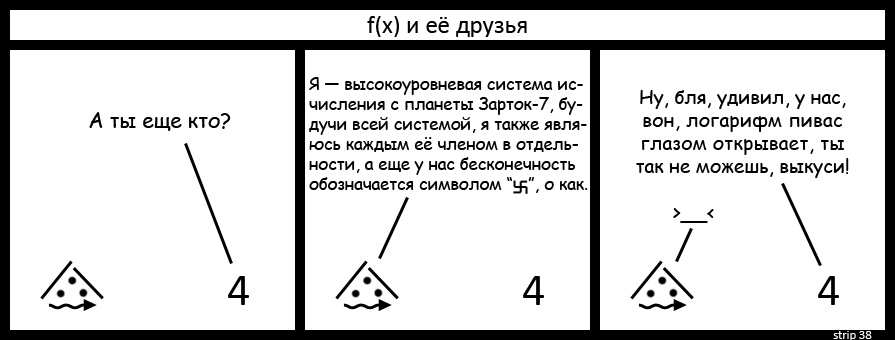 f(x) и её друзья
А ты еще кто?
4
Я — высокоуровневая система ис-
числения с планеты Зарток-7, бу-
дучи всей системой, я также явля-
юсь каждым её членом в отдель-
ности, а еще у нас бесконечность
обозначается символом “卐”, о как.
4
Ну, бля, удивил, у нас,
вон, логарифм пивас
глазом открывает, ты
так не можешь, выкуси!
>__<
4
strip 38